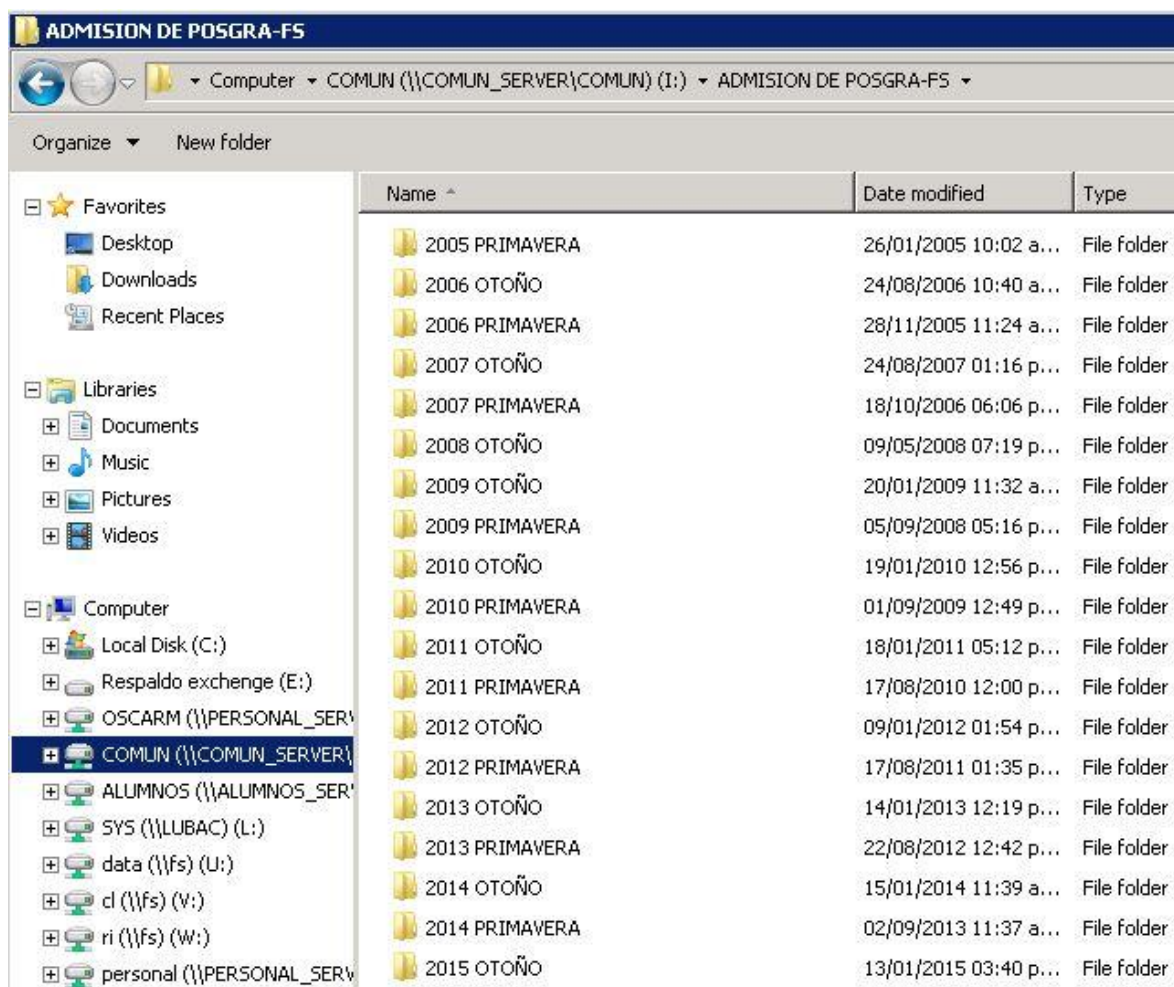 ADMISION DE POSGRA-FS
Computer COMUN (\\COMUN_SERVER\COMUN) (I:) ADMISION DE POSGRA-FS
Organize New folder
Favorites
Desktop
Downloads
Recent Places
Libraries
Documents
Music
Pictures
Videos
Computer
Local Disk (C:)
Respaldo exchenge (E:)
OSCARM (\\PERSONAL_SERV
COMUN (\\COMUN_SERVER\
ALUMNOS (\\ALUMNOS_SER
SYS (\\LUBAC) (L:)
data (\\fs) (U:)
cl (\\fs) (V:)
ri (\\fs) (W:)
personal (\\PERSONAL_SERV
Name Date modified Type
2005 PRIMAVERA 26/01/2005 10:02 a... File folder
2006 OTOÑO 24/08/2006 10:40 a... File folder
2006 PRIMAVERA 28/11/2005 11:24 a... File folder
2007 OTOÑO 24/08/2007 01:16 p... File folder
2007 PRIMAVERA 18/10/2006 06:06 p... File folder
2008 OTOÑO 09/05/2008 07:19 p... File folder
2009 OTOÑO 20/01/2009 11:32 a... File folder
2009 PRIMAVERA 05/09/2008 05:16 p... File folder
2010 OTOÑO 19/01/2010 12:56 p... File folder
2010 PRIMAVERA 01/09/2009 12:49 p... File folder
2011 OTOÑO 18/01/2011 05:12 p... File folder
2011 PRIMAVERA 17/08/2010 12:00 p... File folder
2012 OTOÑO 09/01/2012 01:54 p... File folder
2012 PRIMAVERA 17/08/2011 01:35 p... File folder
2013 OTOÑO 14/01/2013 12:19 p... File folder
2013 PRIMAVERA 22/08/2012 12:42 p... File folder
2014 OTOÑO 15/01/2014 11:39 a... File folder
2014 PRIMAVERA 02/09/2013 11:37 a... File folder
2015 OTOÑO 13/01/2015 03:40 p... File folder